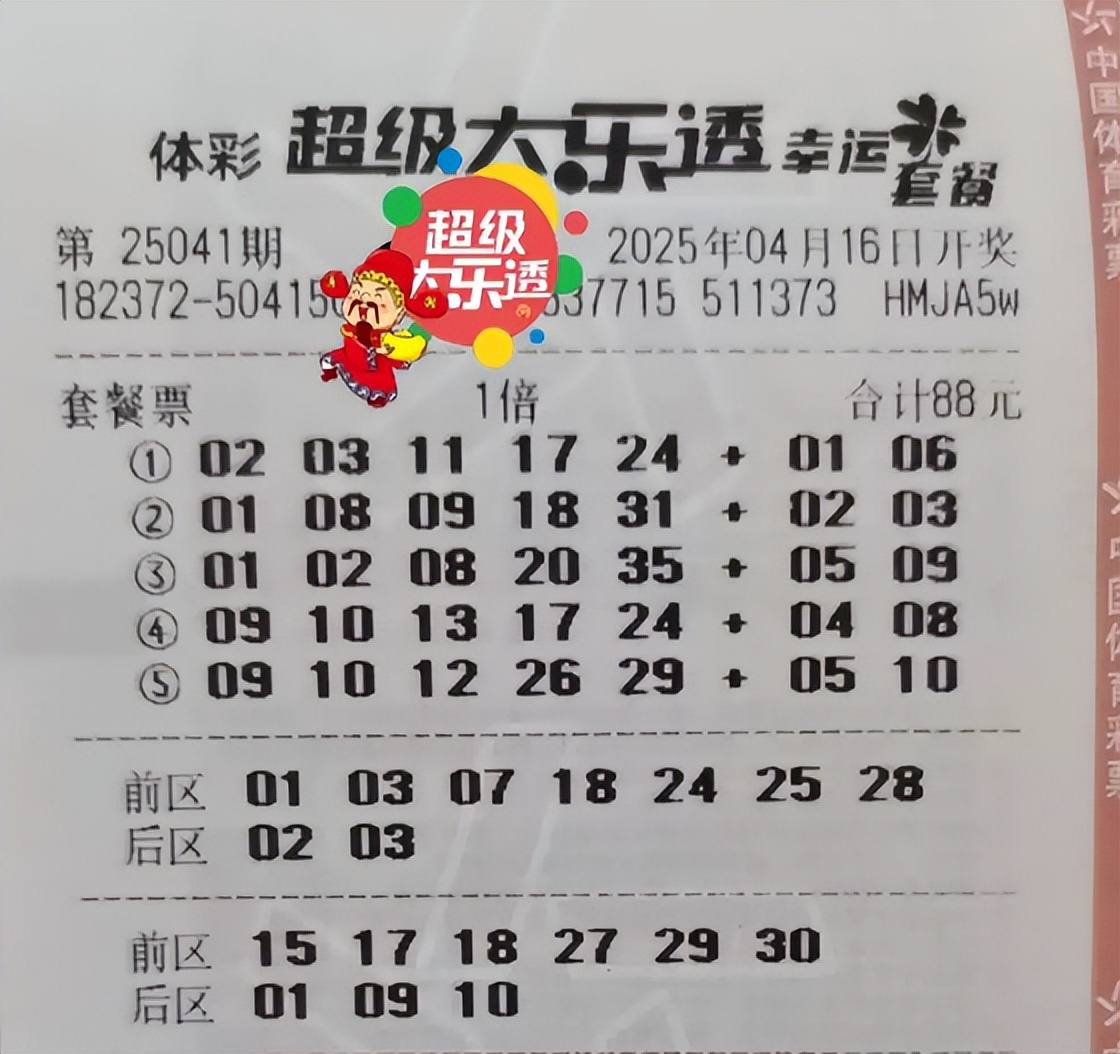 体彩 超级大乐透 幸运套餐
超级
大乐透
第 25041期 2025年04月16日开奖
182372-50415 37715 511373 HMJA5w
套餐票 1倍 合计88元
① 02 03 11 17 24 + 01 06
② 01 08 09 18 31 + 02 03
③ 01 02 08 20 35 + 05 09
④ 09 10 13 17 24 + 04 08
⑤ 09 10 12 26 29 + 05 10
前区 01 03 07 18 24 25 28
后区 02 03
前区 15 17 18 27 29 30
后区 01 09 10
中国体育彩票
中国体育彩票